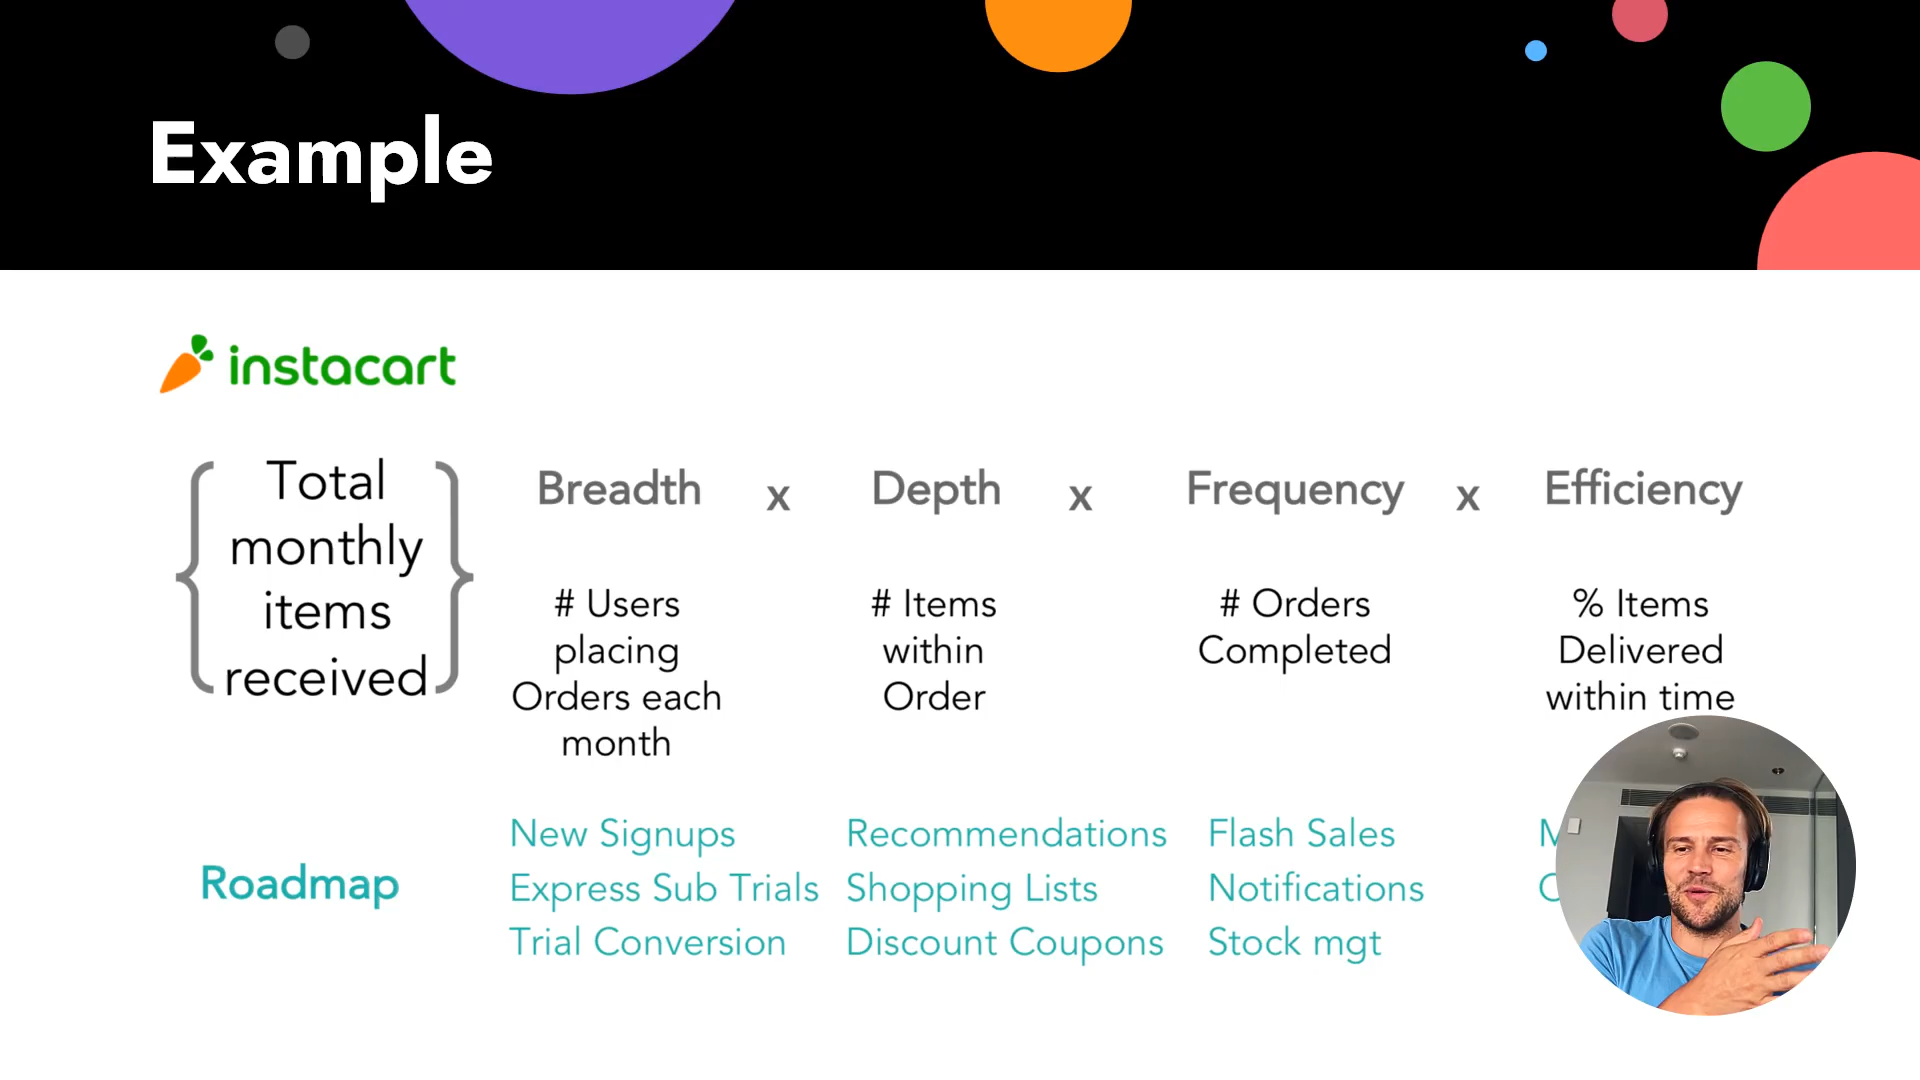 Example
instacart
Total
monthly
items
received
Breadth x Depth x Frequency x Efficiency
# Users
placing
Orders each
month
# Items
within
Order
# Orders
Completed
% Items
Delivered
within time
Roadmap
New Signups
Express Sub Trials
Trial Conversion
Recommendations
Shopping Lists
Discount Coupons
Flash Sales
Notifications
Stock mgt